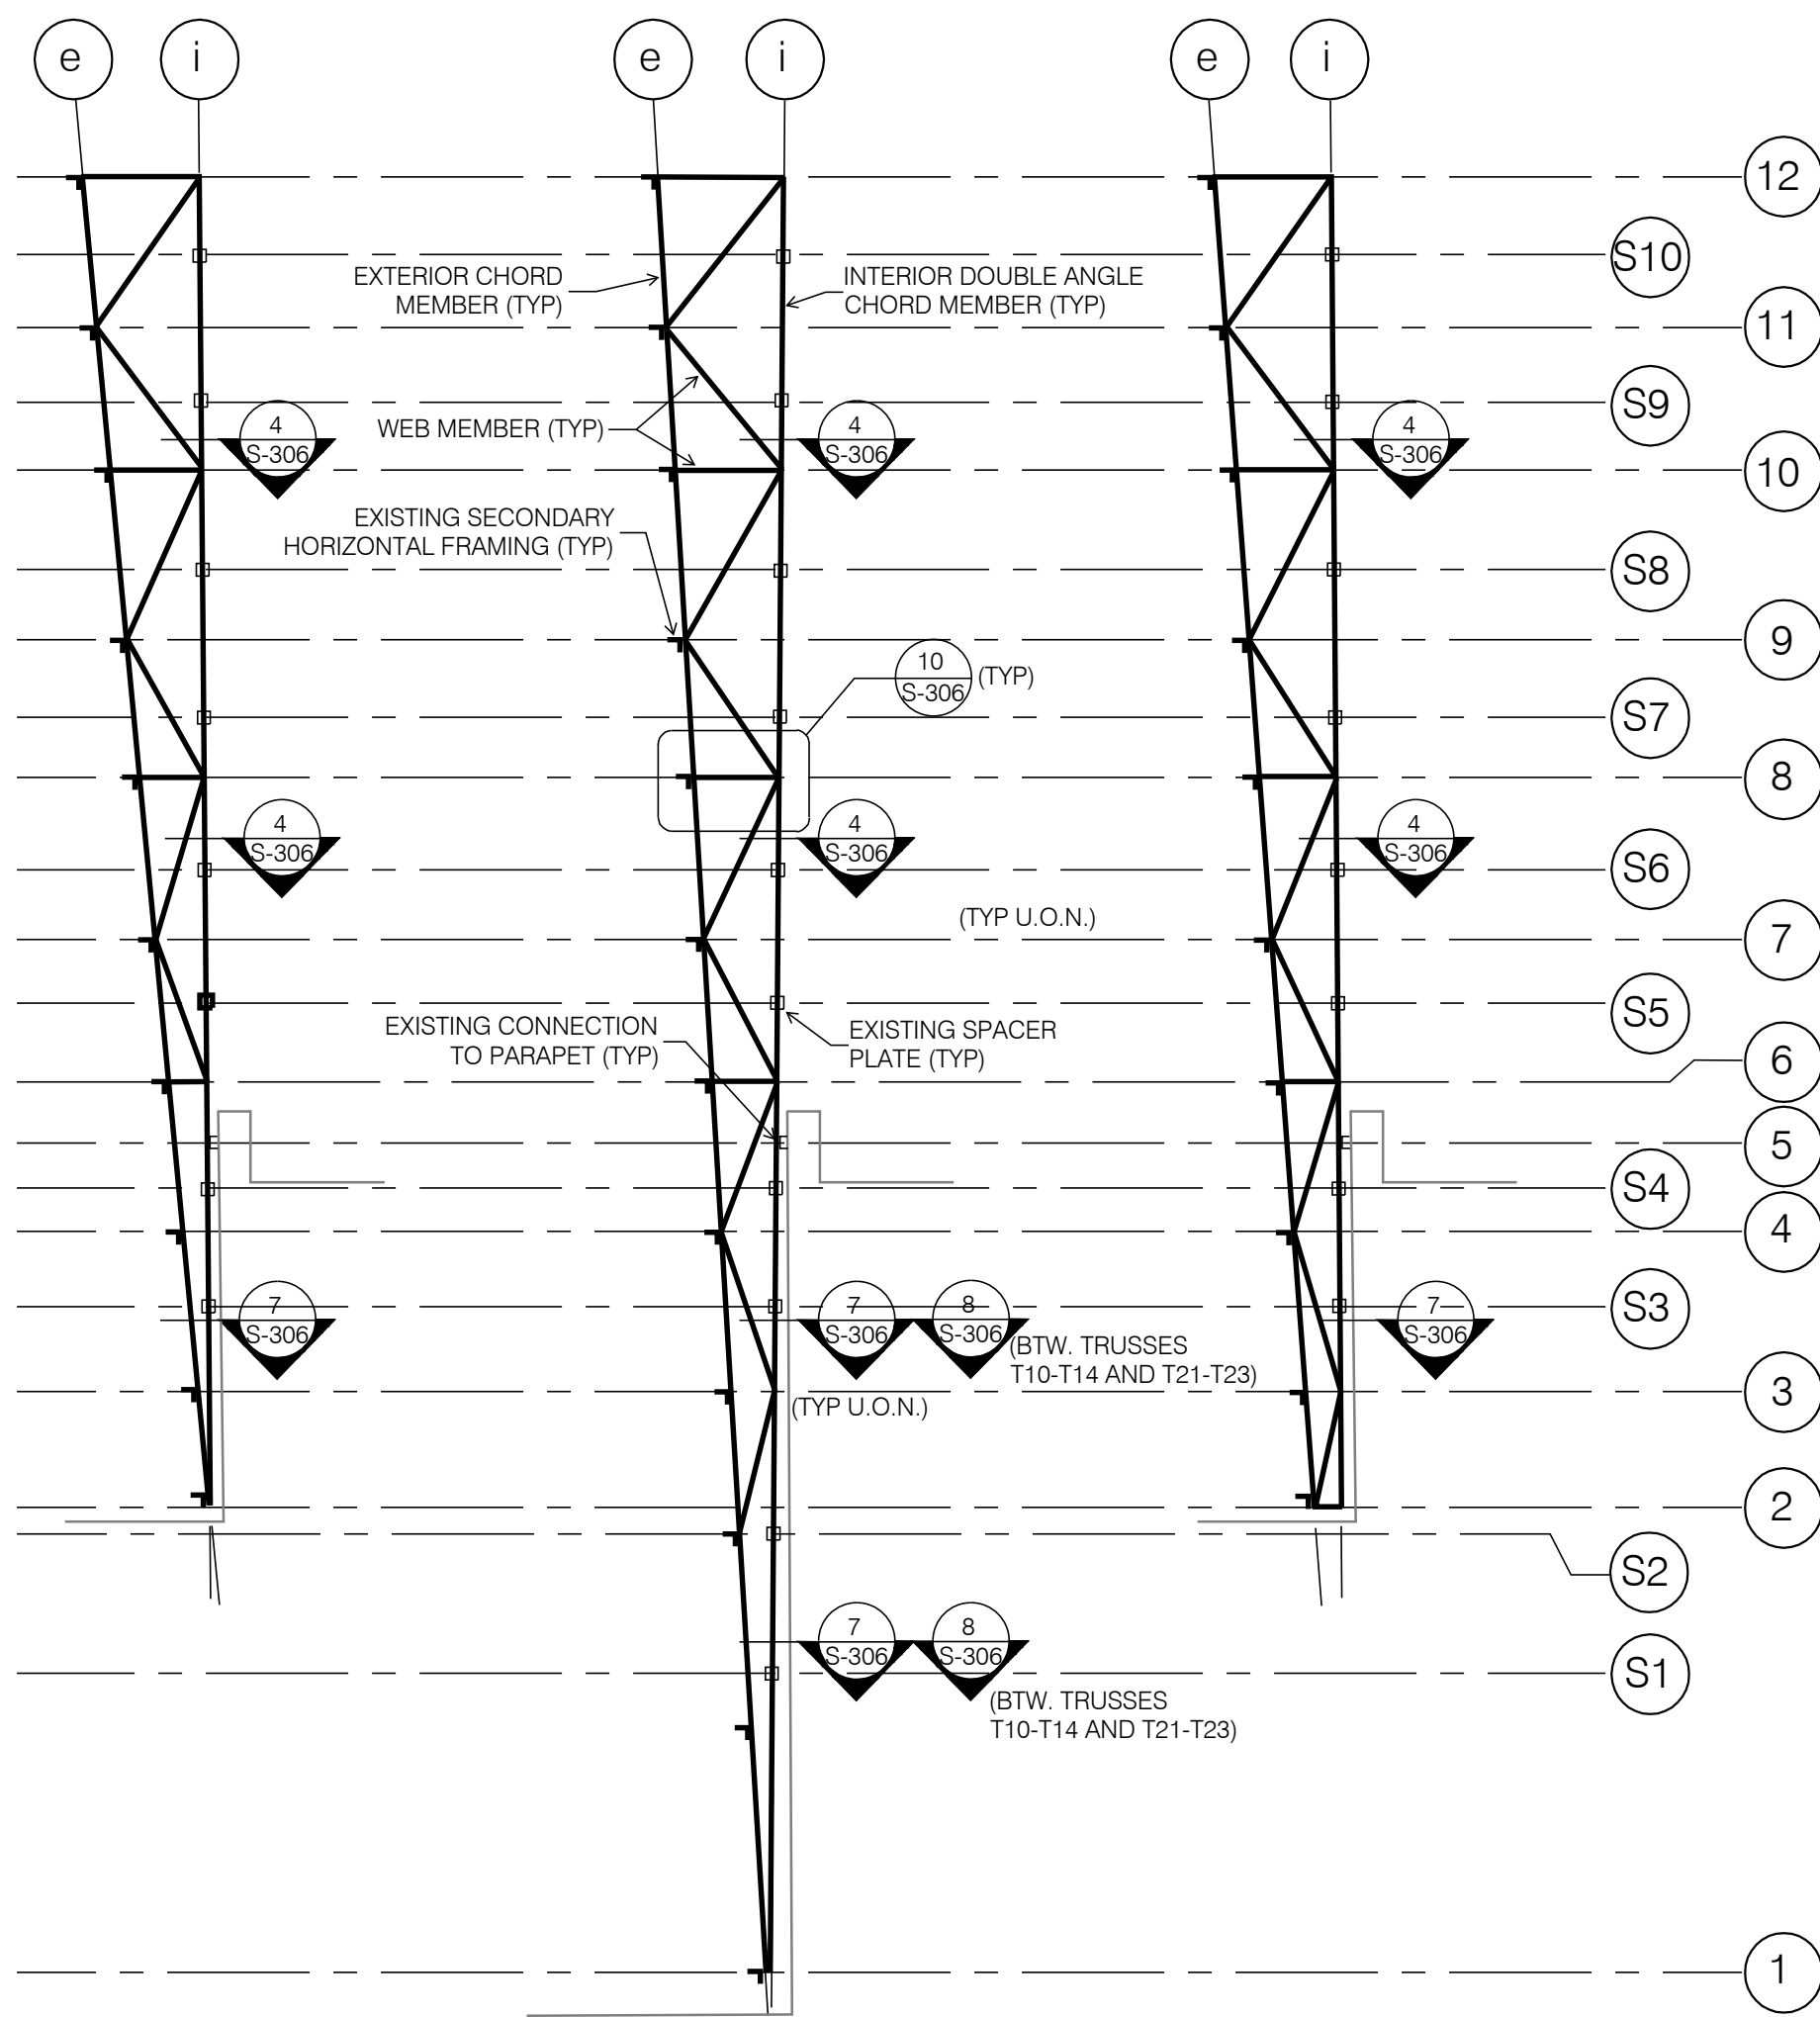 e
i
e
i
e
i
12
S10
EXTERIOR CHORD
MEMBER (TYP)
INTERIOR DOUBLE ANGLE
CHORD MEMBER (TYP)
11
S9
WEB MEMBER (TYP)
4
S-306
4
S-306
4
S-306
10
EXISTING SECONDARY
HORIZONTAL FRAMING (TYP)
S8
9
10
S-306
(TYP)
S7
8
4
S-306
4
S-306
4
S-306
S6
(TYP U.O.N.)
7
S5
EXISTING CONNECTION
TO PARAPET (TYP)
EXISTING SPACER
PLATE (TYP)
6
5
S4
4
S3
7
S-306
7
S-306
8
S-306
(BTW. TRUSSES
T10-T14 AND T21-T23)
7
S-306
3
(TYP U.O.N.)
2
S2
7
S-306
8
S-306
S1
(BTW. TRUSSES
T10-T14 AND T21-T23)
1